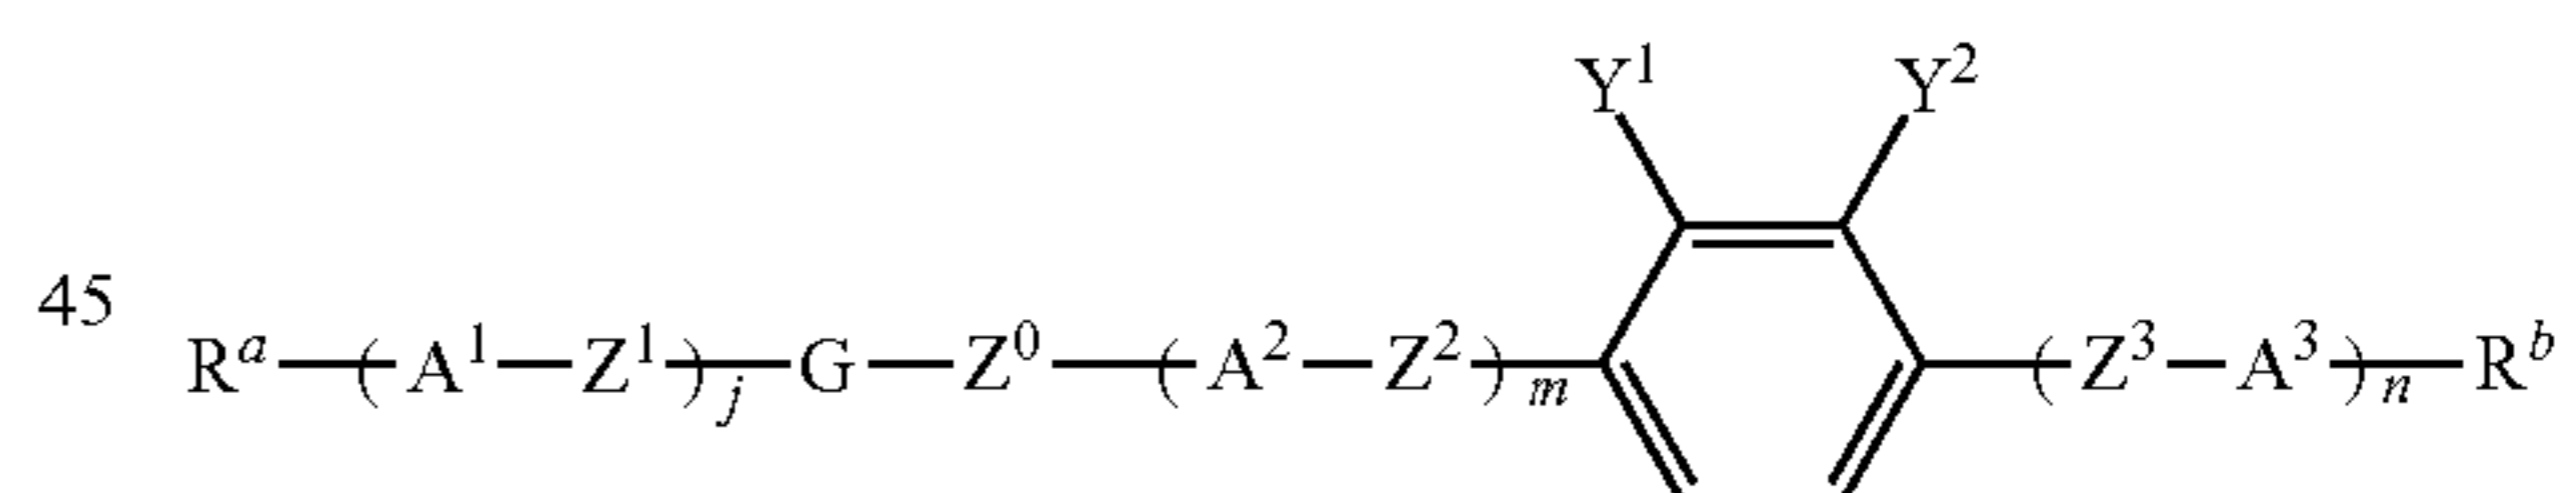 Y¹ Y²
45
Rᵃ—(A¹—Z¹)ⱼ—G—Z⁰—(A²—Z²)ₘ—(Z³—A³)ₙ—Rᵇ